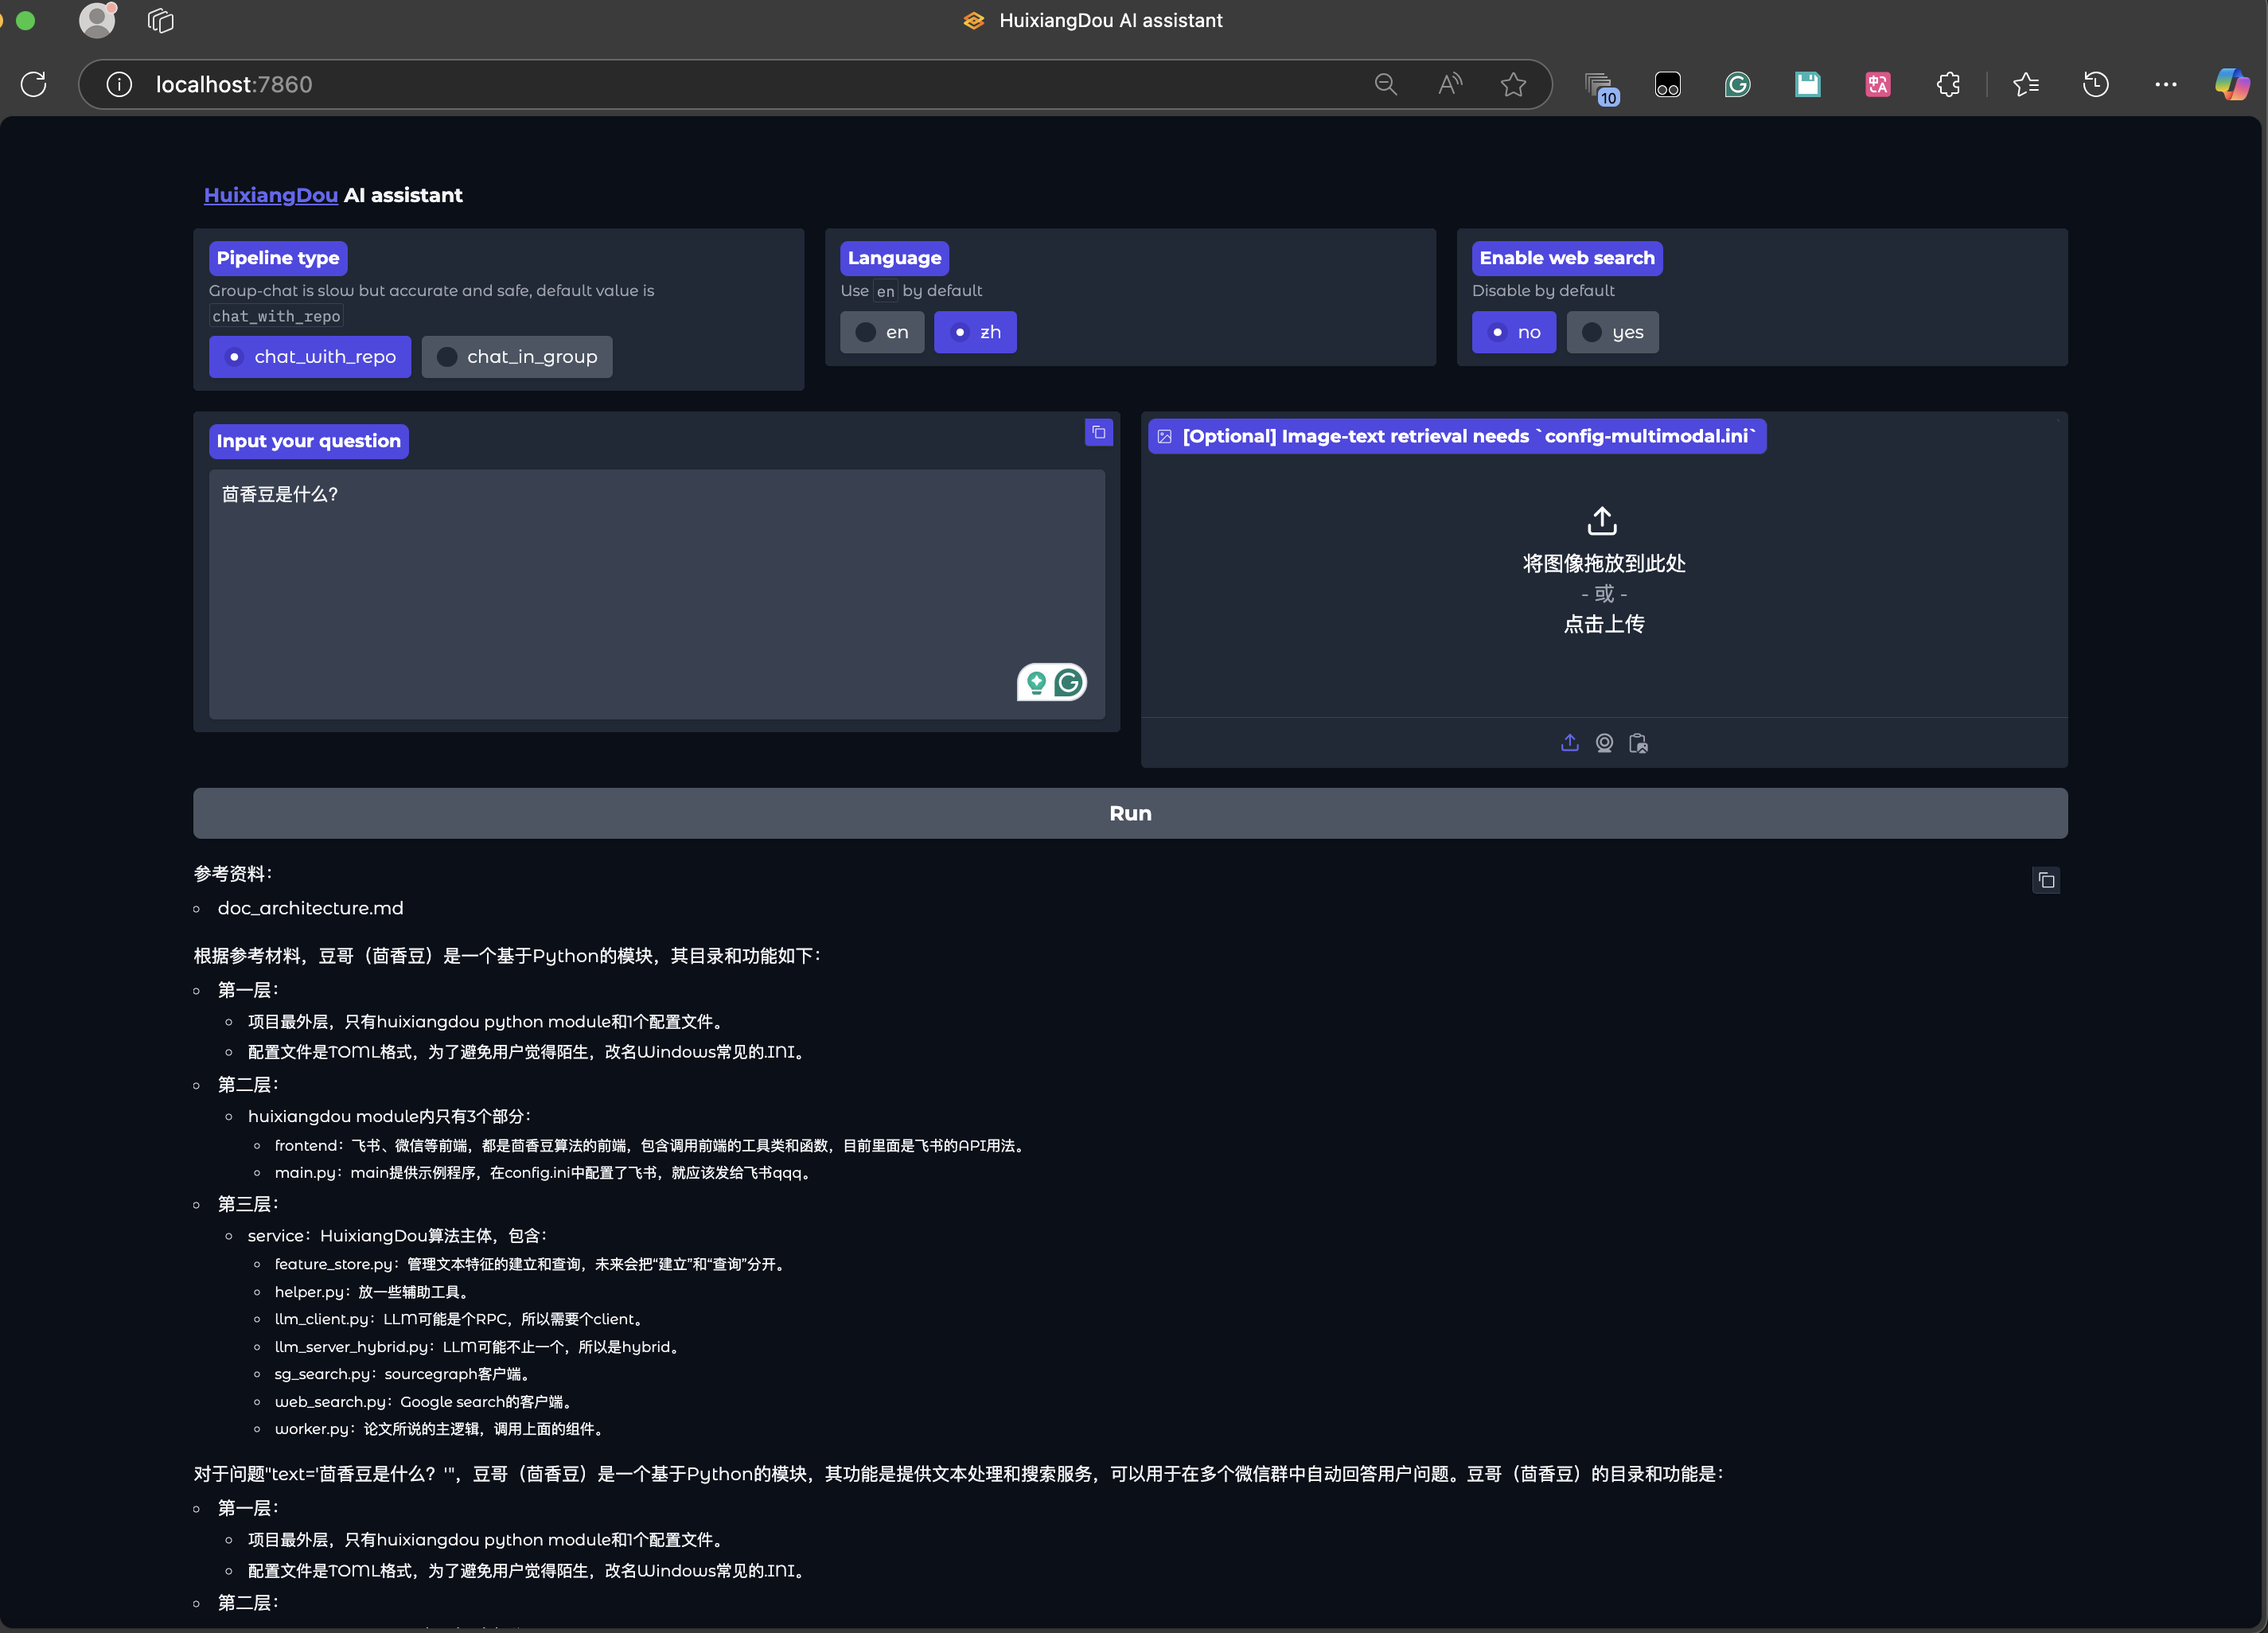 HuixiangDou AI assistant
localhost:7860
10
HuixiangDou AI assistant
Pipeline type
Group-chat is slow but accurate and safe, default value is
chat_with_repo
chat_with_repo
chat_in_group
Language
Use en by default
en
zh
Enable web search
Disable by default
no
yes
Input your question
茴香豆是什么?
[Optional] Image-text retrieval needs `config-multimodal.ini`
将图像拖放到此处
- 或 -
点击上传
Run
参考资料：
doc_architecture.md
根据参考材料，豆哥（茴香豆）是一个基于Python的模块，其目录和功能如下：
第一层：
项目最外层，只有huixiangdou python module和1个配置文件。
配置文件是TOML格式，为了避免用户觉得陌生，改名Windows常见的.INI。
第二层：
huixiangdou module内只有3个部分：
frontend：飞书、微信等前端，都是茴香豆算法的前端，包含调用前端的工具类和函数，目前里面是飞书的API用法。
main.py：main提供示例程序，在config.ini中配置了飞书，就应该发给飞书qqq。
第三层：
service：HuixiangDou算法主体，包含：
feature_store.py：管理文本特征的建立和查询，未来会把“建立”和“查询”分开。
helper.py：放一些辅助工具。
llm_client.py：LLM可能是个RPC，所以需要个client。
llm_server_hybrid.py：LLM可能不止一个，所以是hybrid。
sg_search.py：sourcegraph客户端。
web_search.py：Google search的客户端。
worker.py：论文所说的主逻辑，调用上面的组件。
对于问题"text='茴香豆是什么？'"，豆哥（茴香豆）是一个基于Python的模块，其功能是提供文本处理和搜索服务，可以用于在多个微信群中自动回答用户问题。豆哥（茴香豆）的目录和功能是：
第一层：
项目最外层，只有huixiangdou python module和1个配置文件。
配置文件是TOML格式，为了避免用户觉得陌生，改名Windows常见的.INI。
第二层：